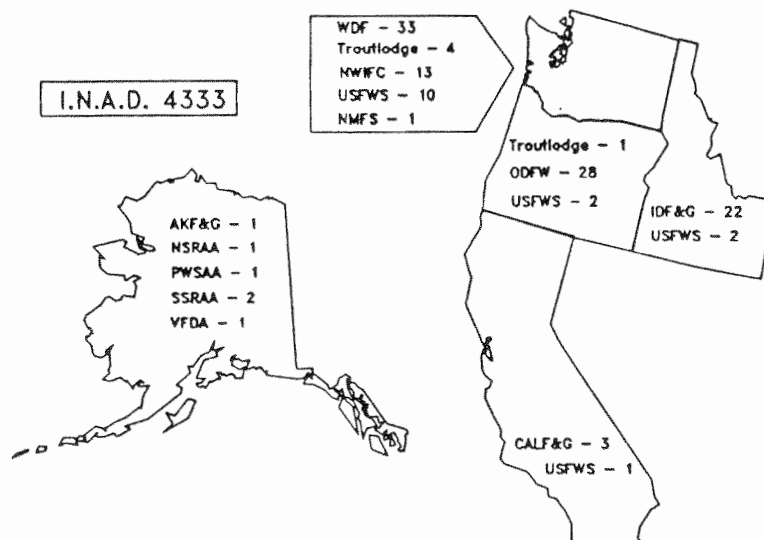 WDF - 33
Troutlodge - 4
NWIFC - 13
USFWS - 10
NMFS - 1
I.N.A.D. 4333
Troutlodge - 1
ODFW - 28
USFWS - 2
IDF&G - 22
USFWS - 2
AKF&G - 1
NSRAA - 1
PWSAA - 1
SSRAA - 2
VFDA - 1
CALF&G - 3
USFWS - 1